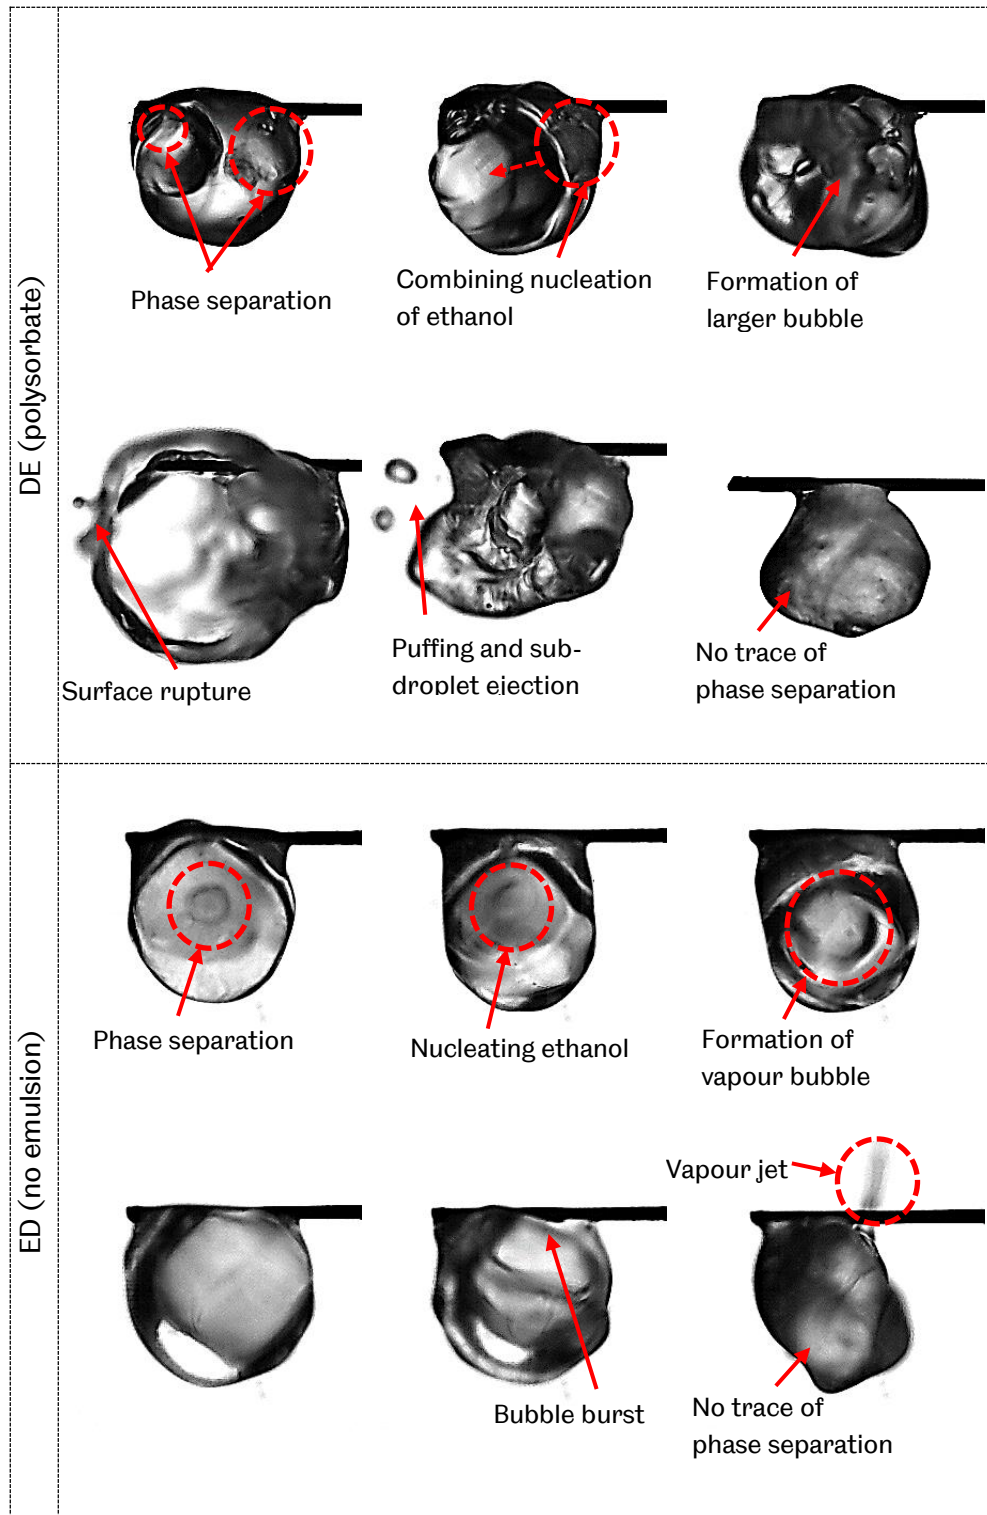 DE (polysorbate)
Phase separation
Combining nucleation
of ethanol
Formation of
larger bubble
Surface rupture
Puffing and sub-
droplet ejection
No trace of
phase separation
ED (no emulsion)
Phase separation
Nucleating ethanol
Formation of
vapour bubble
Vapour jet
Bubble burst
No trace of
phase separation